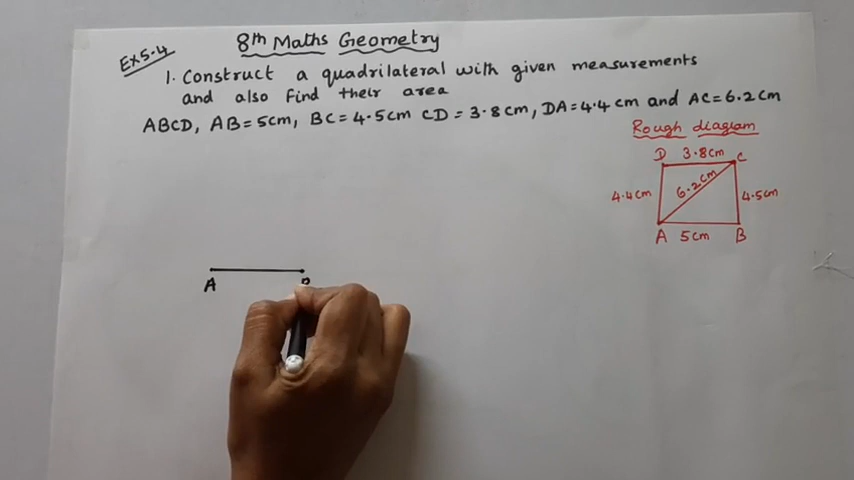 8th Maths Geometry
Ex 5.4
1. Construct a quadrilateral with given measurements
and also find their area
ABCD, AB = 5cm, BC = 4.5cm CD = 3.8cm, DA = 4.4cm and AC = 6.2cm
Rough diagram
D 3.8cm C
4.4cm 6.2cm 4.5cm
A 5cm B
A